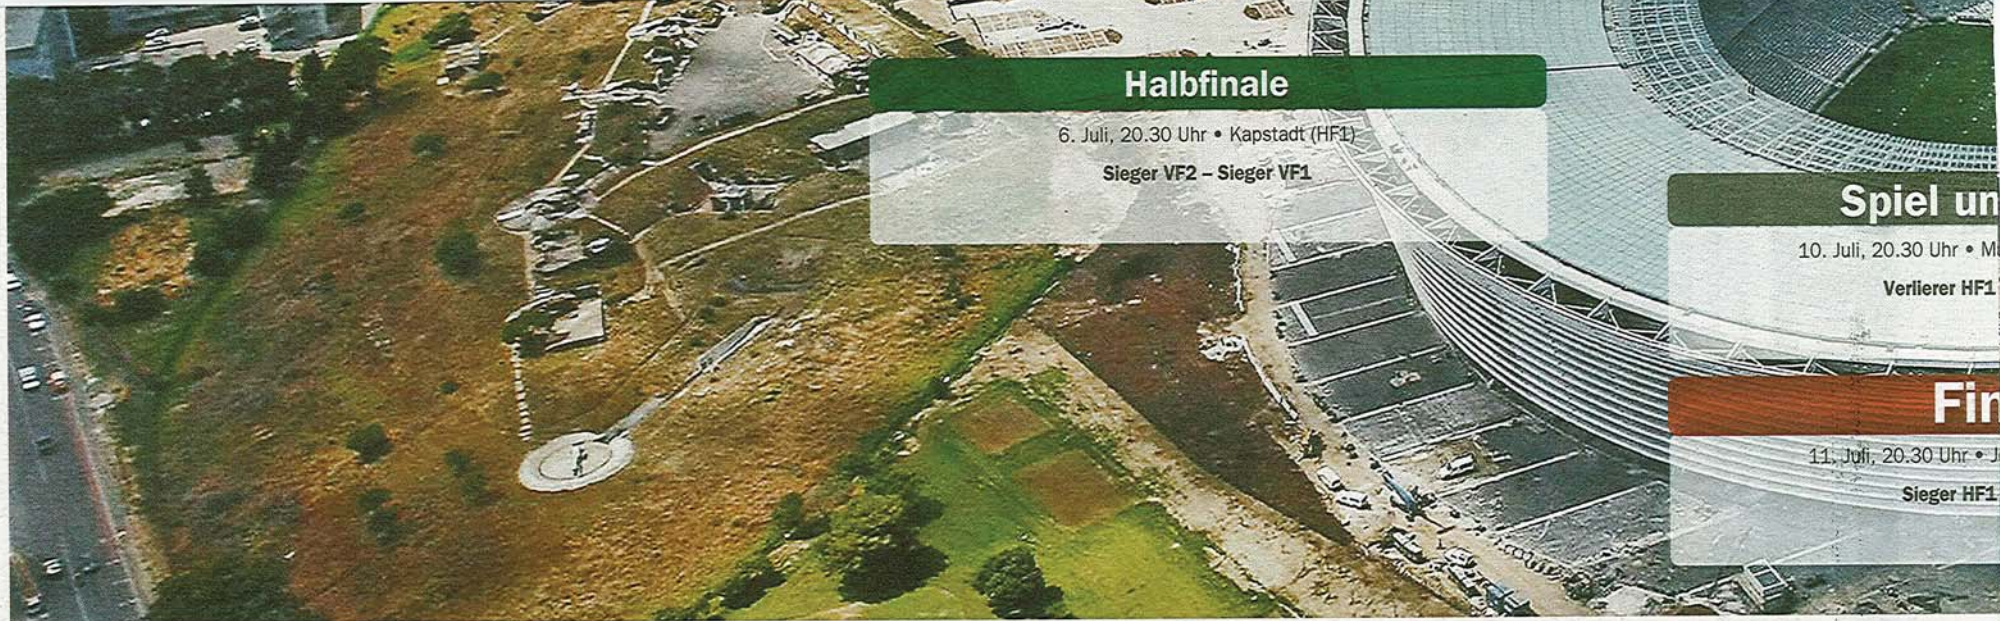 Halbfinale
6. Juli, 20.30 Uhr • Kapstadt (HF1)
Sieger VF2 – Sieger VF1
Spiel un
10. Juli, 20.30 Uhr • Ma
Verlierer HF1
Fin
11. Juli, 20.30 Uhr • J
Sieger HF1